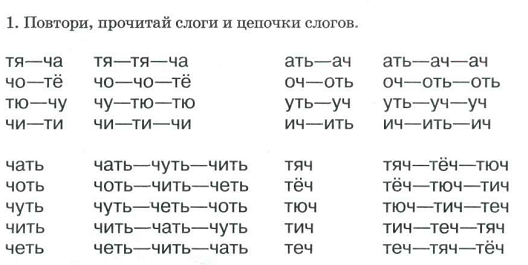 1. Повтори, прочитай слоги и цепочки слогов.
тя—ча тя—тя—ча ать—ач ать—ач—ач
чо—тё чо—чо—тё оч—оть оч—оть—оть
тю—чу чу—тю—тю уть—уч уть—уч—уч
чи—ти чи—ти—чи ич—ить ич—ить—ич
чать чать—чуть—чить тяч тяч—тёч—тюч
чоть чоть—чить—четь тёч тёч—тюч—тич
чуть чуть—четь—чоть тюч тюч—тич—теч
чить чить—чать—чуть тич тич—теч—тяч
четь четь—чить—чать теч теч—тяч—тёч